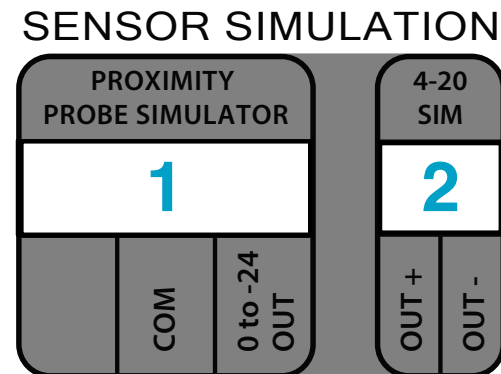 SENSOR SIMULATION
PROXIMITY
PROBE SIMULATOR
1
COM
0 to -24
OUT
4-20
SIM
2
OUT +
OUT -